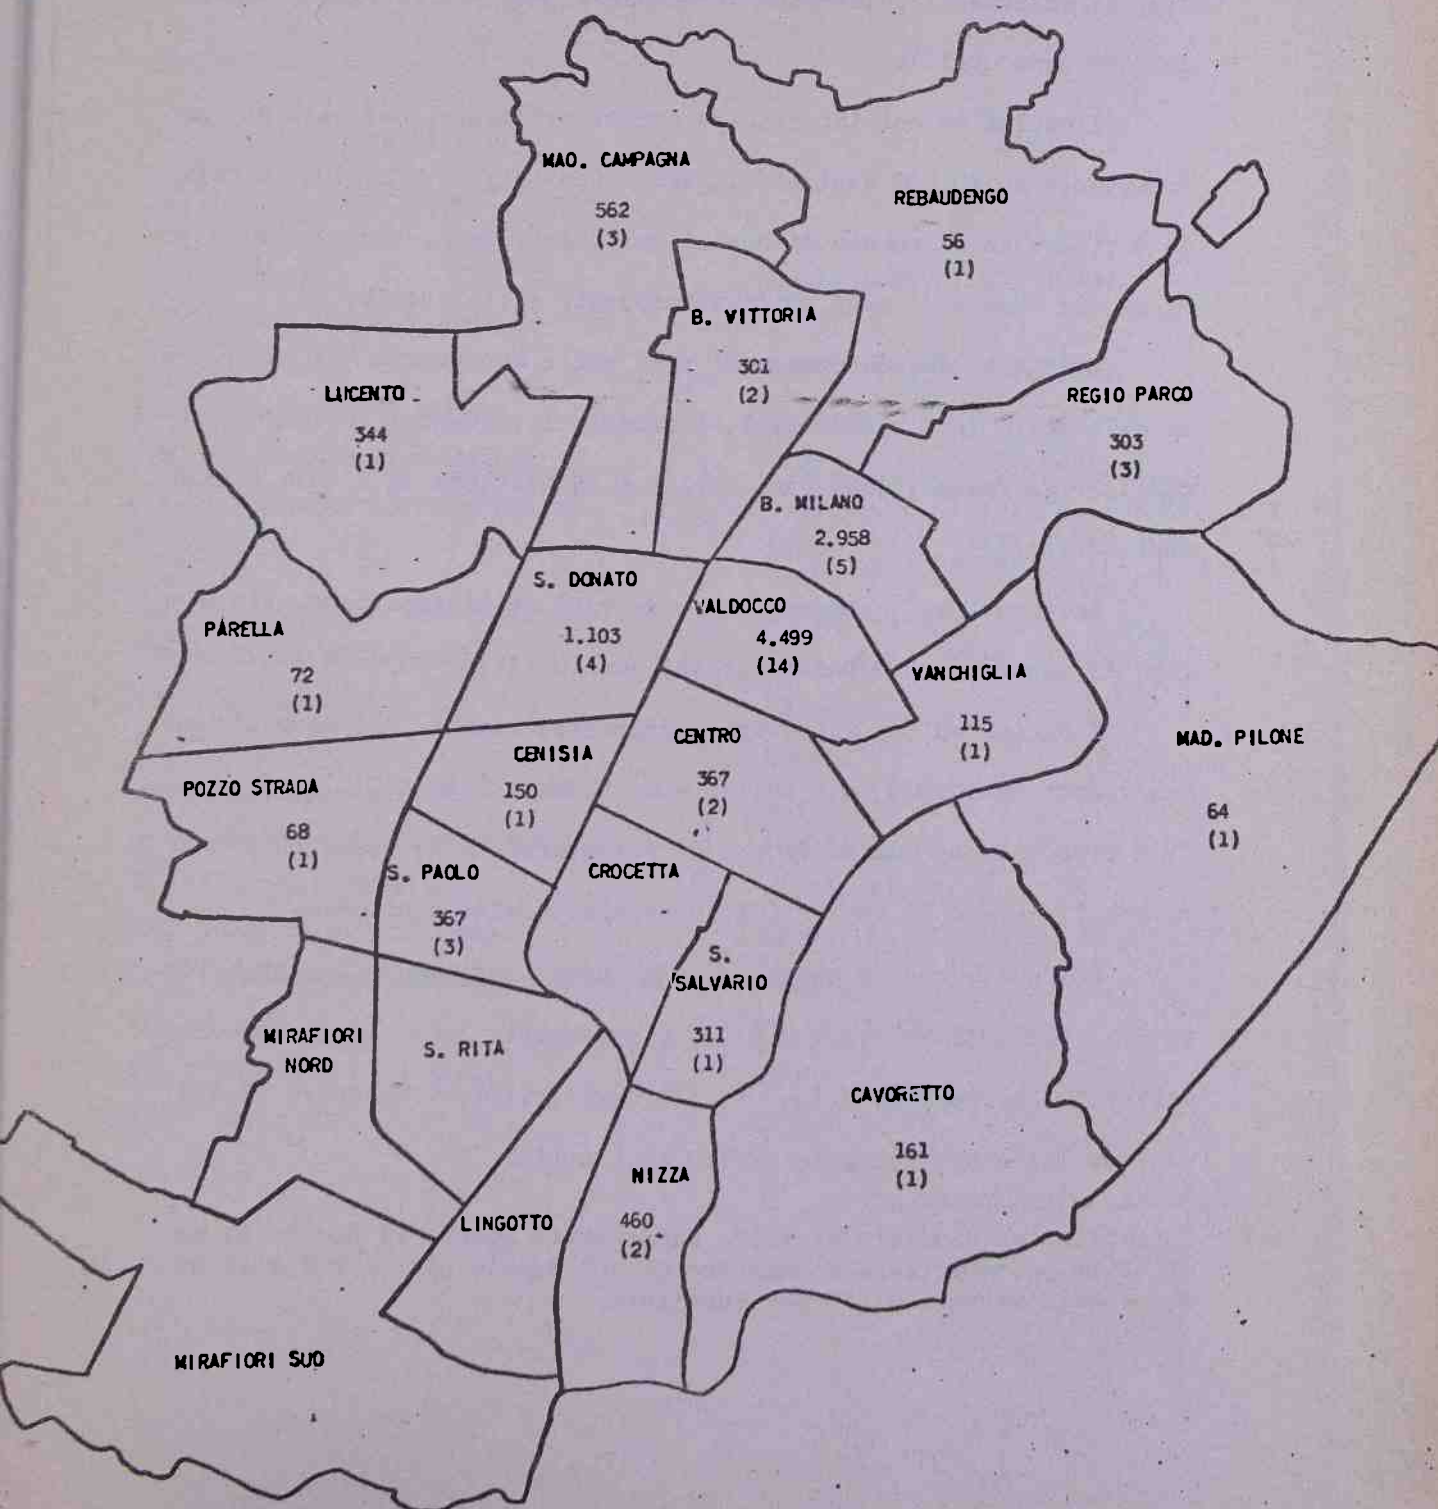 MAD. CAMPAGNA
562
(3)
REBAUDENGO
56
(1)
B. VITTORIA
301
(2)
LUCENTO
344
(1)
REGIO PARCO
303
(3)
B. MILANO
2.958
(5)
S. DONATO
1.103
(4)
VALDOCCO
4.499
(14)
PARELLA
72
(1)
VANCHIGLIA
115
(1)
MAD. PILONE
64
(1)
CENISIA
150
(1)
CENTRO
367
(2)
POZZO STRADA
68
(1)
S. PAOLO
367
(3)
CROCETTA
S.
SALVARIO
311
(1)
MIRAFIORI
NORD
S. RITA
CAVORETTO
161
(1)
NIZZA
460
(2)
LINGOTTO
MIRAFIORI SUD